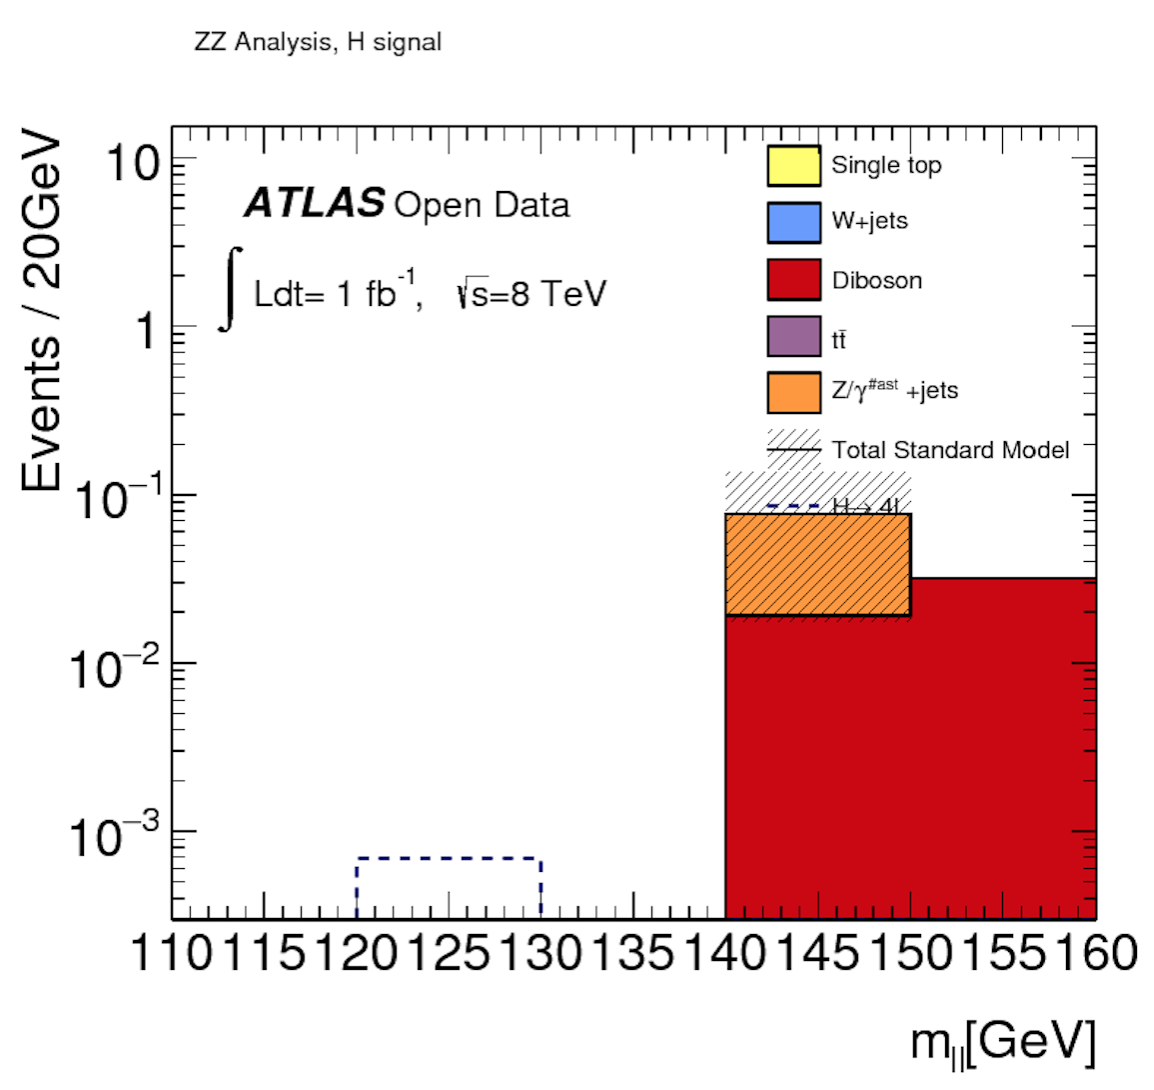 ZZ Analysis, H signal
Events / 20GeV
10
1
10⁻¹
10⁻²
10⁻³
ATLAS Open Data
∫ Ldt= 1 fb⁻¹, √s=8 TeV
Single top
W+jets
Diboson
tt̄
Z/γ^#ast +jets
Total Standard Model
H→ 4l
110 115 120 125 130 135 140 145 150 155 160
m_ll[GeV]